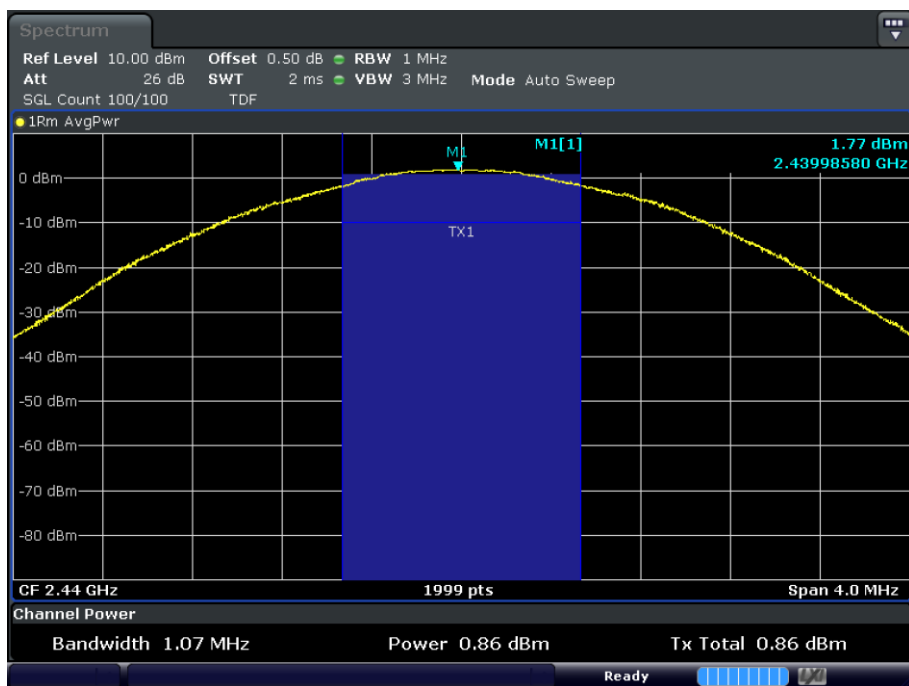 Spectrum
Ref Level 10.00 dBm Offset 0.50 dB RBW 1 MHz
Att 26 dB SWT 2 ms VBW 3 MHz Mode Auto Sweep
SGL Count 100/100 TDF
1Rm AvgPwr
M1[1] 1.77 dBm
2.43998580 GHz
M1
0 dBm
-10 dBm
TX1
-20 dBm
-30 dBm
-40 dBm
-50 dBm
-60 dBm
-70 dBm
-80 dBm
CF 2.44 GHz 1999 pts Span 4.0 MHz
Channel Power
Bandwidth 1.07 MHz Power 0.86 dBm Tx Total 0.86 dBm
Ready